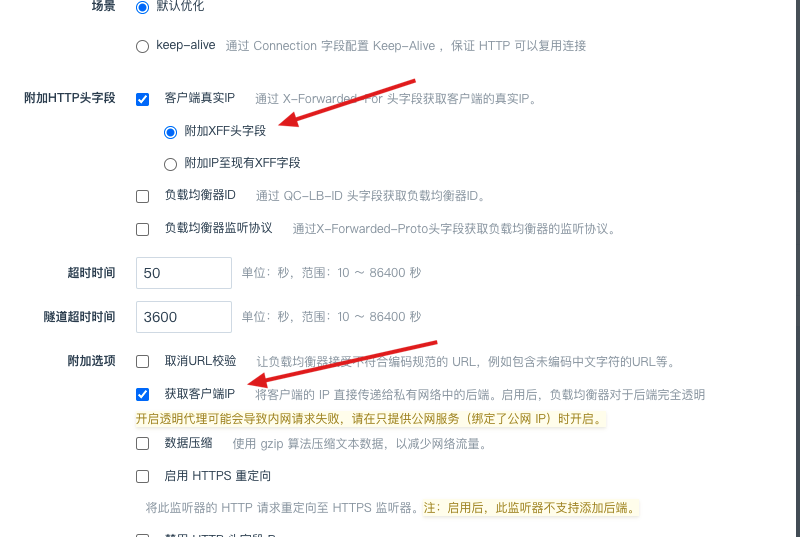 场景 默认优化
keep-alive 通过 Connection 字段配置 Keep-Alive ，保证 HTTP 可以复用连接
附加HTTP头字段 客户端真实IP 通过 X-Forwarded-For 头字段获取客户端的真实IP。
附加XFF头字段
附加IP至现有XFF字段
负载均衡器ID 通过 QC-LB-ID 头字段获取负载均衡器ID。
负载均衡器监听协议 通过X-Forwarded-Proto头字段获取负载均衡器的监听协议。
超时时间 50 单位：秒，范围：10 ～ 86400 秒
隧道超时时间 3600 单位：秒，范围：10 ～ 86400 秒
附加选项 取消URL校验 让负载均衡器接受不符合编码规范的 URL，例如包含未编码中文字符的URL等。
获取客户端IP 将客户端的 IP 直接传递给私有网络中的后端。启用后，负载均衡器对于后端完全透明
开启透明代理可能会导致内网请求失败，请在只提供公网服务（绑定了公网 IP）时开启。
数据压缩 使用 gzip 算法压缩文本数据，以减少网络流量。
启用 HTTPS 重定向
将此监听器的 HTTP 请求重定向至 HTTPS 监听器。注：启用后，此监听器不支持添加后端。